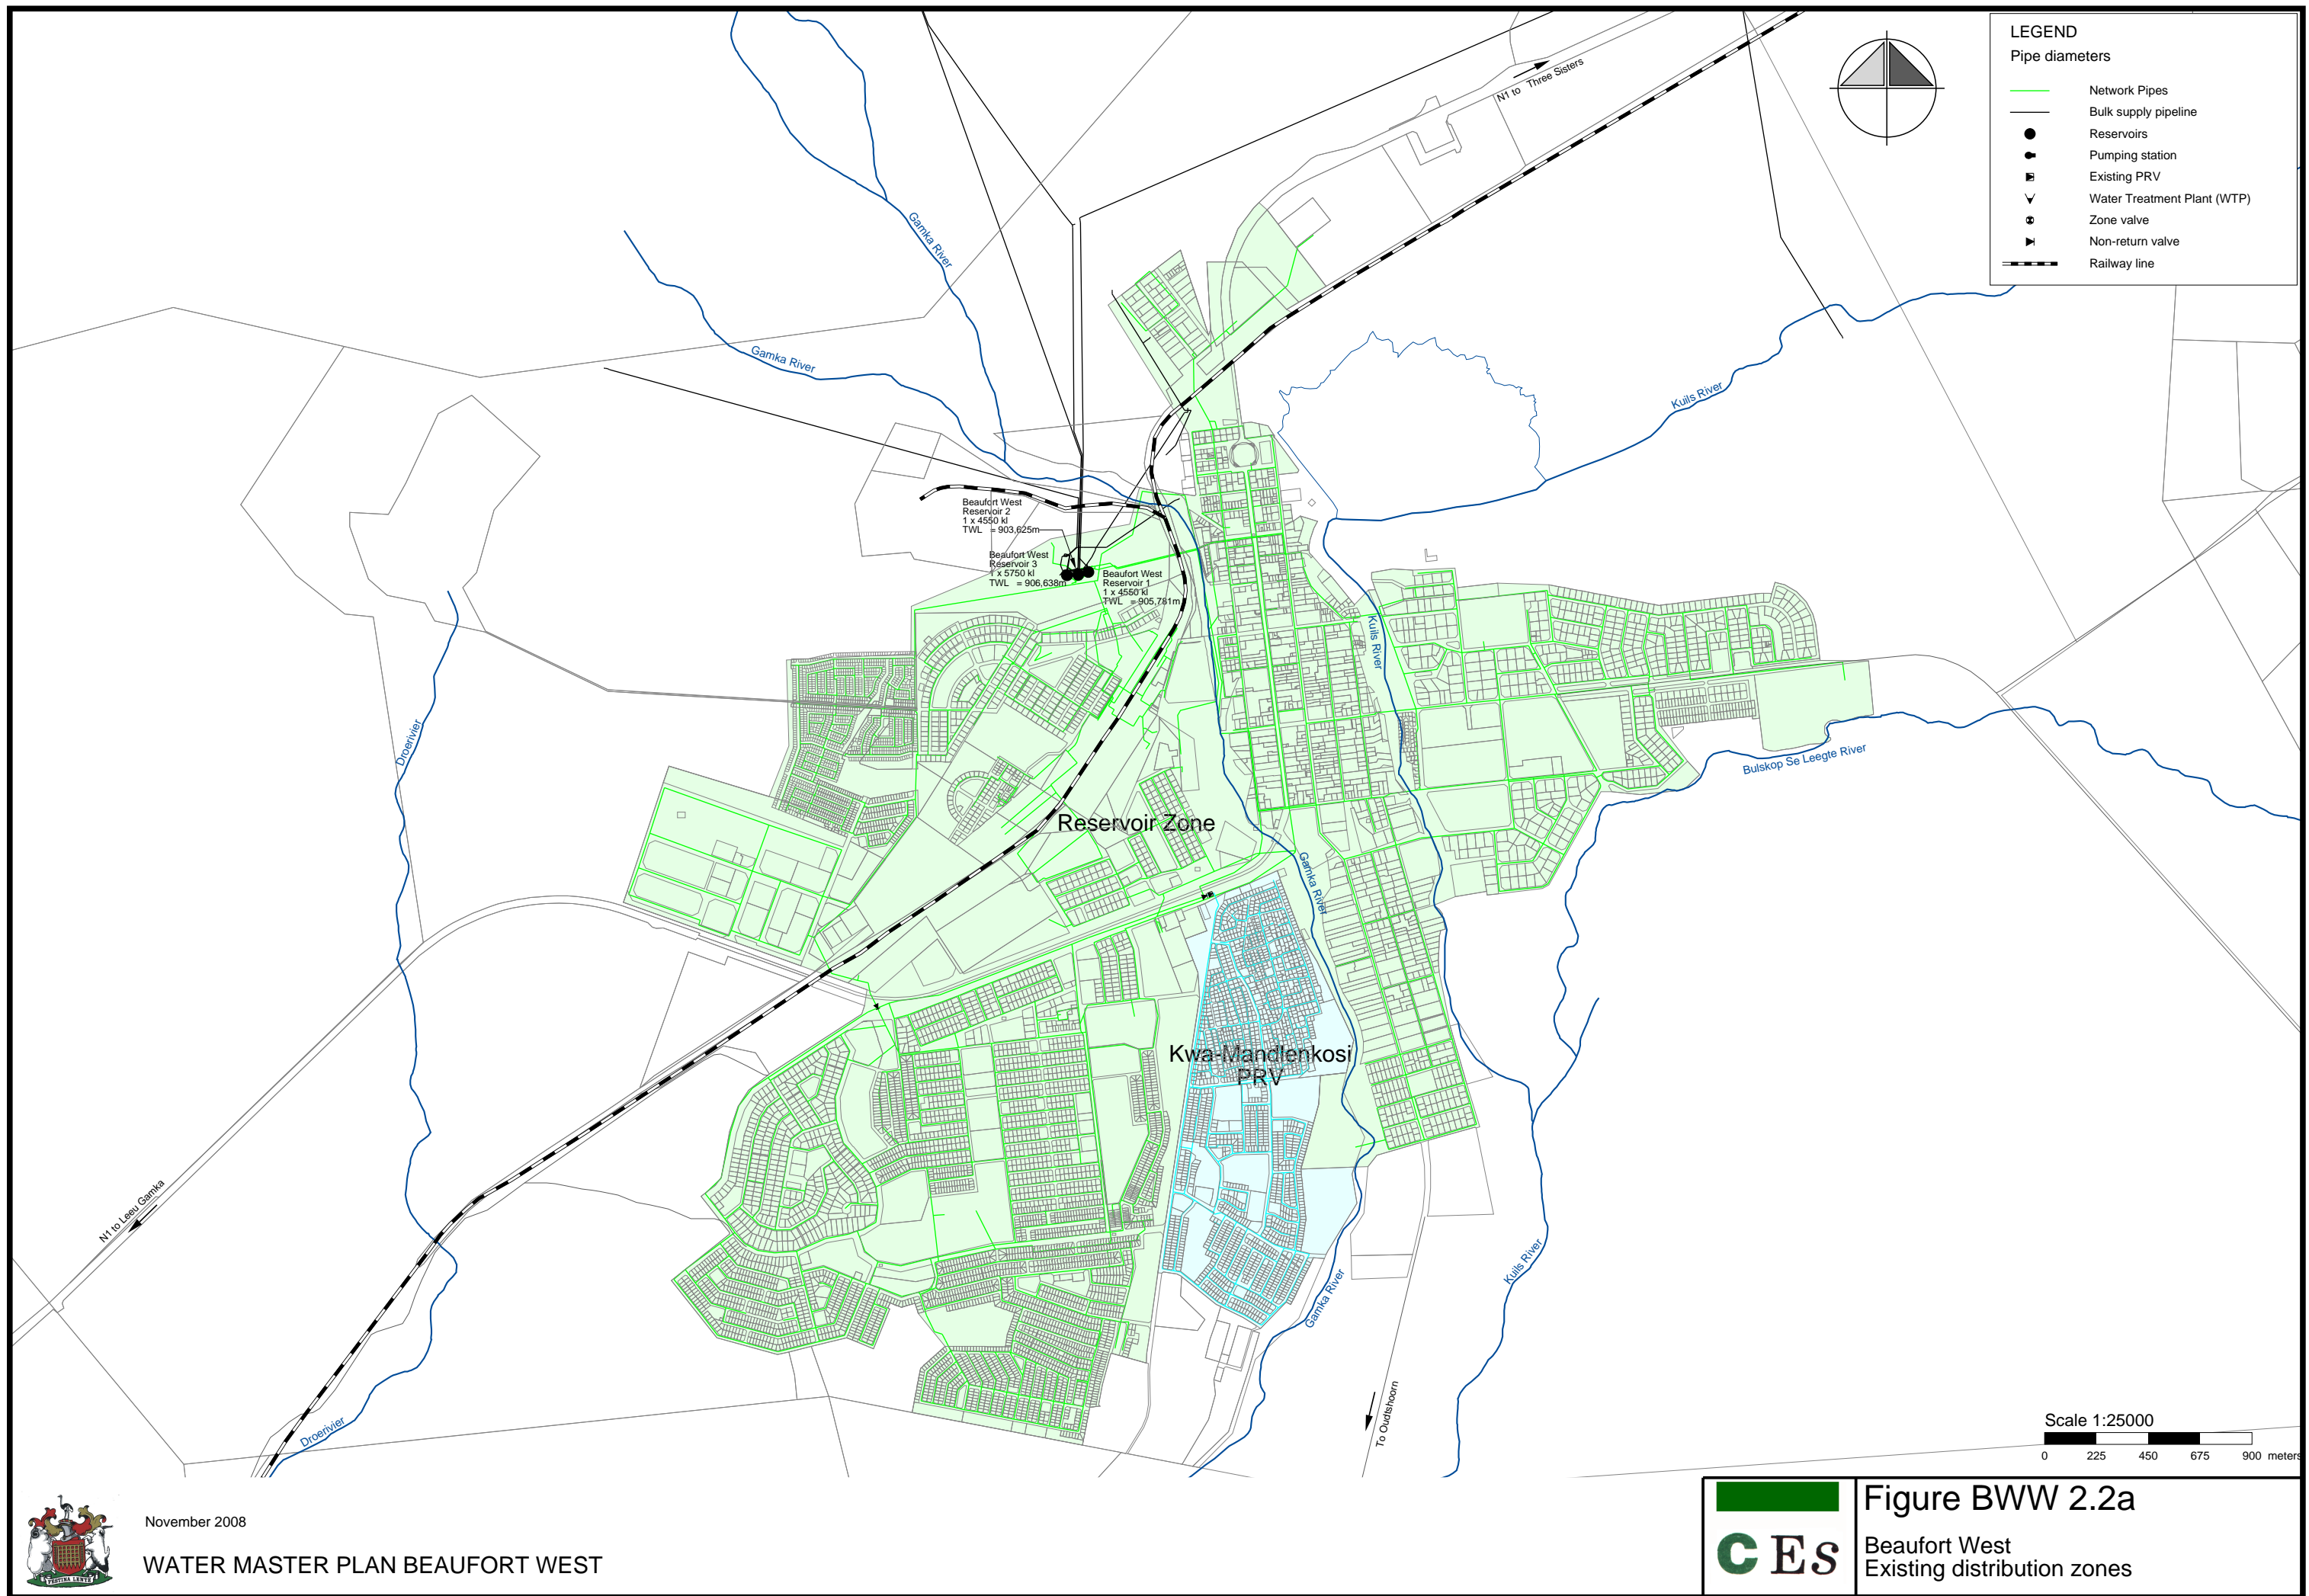 LEGEND
Pipe diameters
Network Pipes
Bulk supply pipeline
Reservoirs
Pumping station
Existing PRV
Water Treatment Plant (WTP)
Zone valve
Non-return valve
Railway line
N1 to Three Sisters
Gamka River
Gamka River
Kuils River
Beaufort West
Reservoir 2
1 x 4550 kl
TWL = 903,625m
Beaufort West
Reservoir 3
1 x 5750 kl
TWL = 906,638m
Beaufort West
Reservoir 1
1 x 4550 kl
TWL = 905,781m
Kuils River
Droerivier
Bulskop Se Leegte River
Reservoir Zone
Gamka River
Kwa-Mandlenkosi
PRV
N1 to Leeu Gamka
Kuils River
Gamka River
To Oudtshoorn
Droerivier
Scale 1:25000
0 225 450 675 900 meters
FESTINA LENTE
November 2008
WATER MASTER PLAN BEAUFORT WEST
CES
Figure BWW 2.2a
Beaufort West
Existing distribution zones